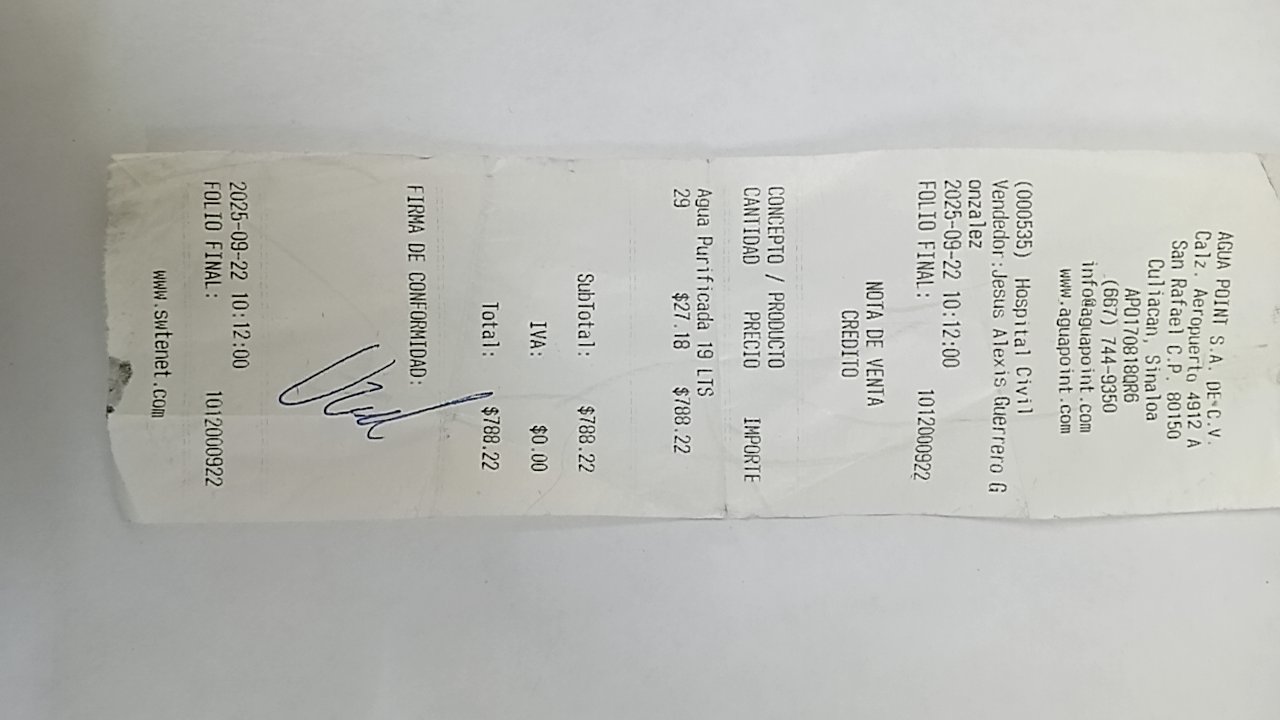 AGUA POINT S.A. DE C.V.
Calz. Aeropuerto 4912 A
San Rafael C.P. 80150
Culiacan, Sinaloa
APO170818QR6
(667) 744-9350
info@aguapoint.com
www.aguapoint.com
(000535) Hospital Civil
Vendedor:Jesus Alexis Guerrero G
onzalez
2025-09-22 10:12:00
FOLIO FINAL: 1012000922
NOTA DE VENTA
CREDITO
CONCEPTO / PRODUCTO
CANTIDAD PRECIO IMPORTE
Agua Purificada 19 LTS
29 $27.18 $788.22
SubTotal: $788.22
IVA: $0.00
Total: $788.22
FIRMA DE CONFORMIDAD:
2025-09-22 10:12:00
FOLIO FINAL: 1012000922
www.swtenet.com